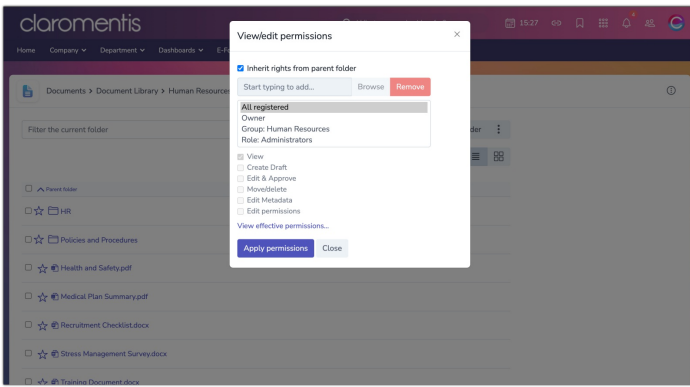 claromentis
15:27
Home Company Department Dashboards E-F
View/edit permissions
Documents > Document Library > Human Resources
Inherit rights from parent folder
Start typing to add... Browse Remove
All registered
Owner
Group: Human Resources
Role: Administrators
Filter the current folder
View
Create Draft
Edit & Approve
Move/delete
Edit Metadata
Edit permissions
Parent folder
HR
View effective permissions...
Policies and Procedures
Apply permissions Close
Health and Safety.pdf
Medical Plan Summary.pdf
Recruitment Checklist.docx
Stress Management Survey.docx
Training Document.docx